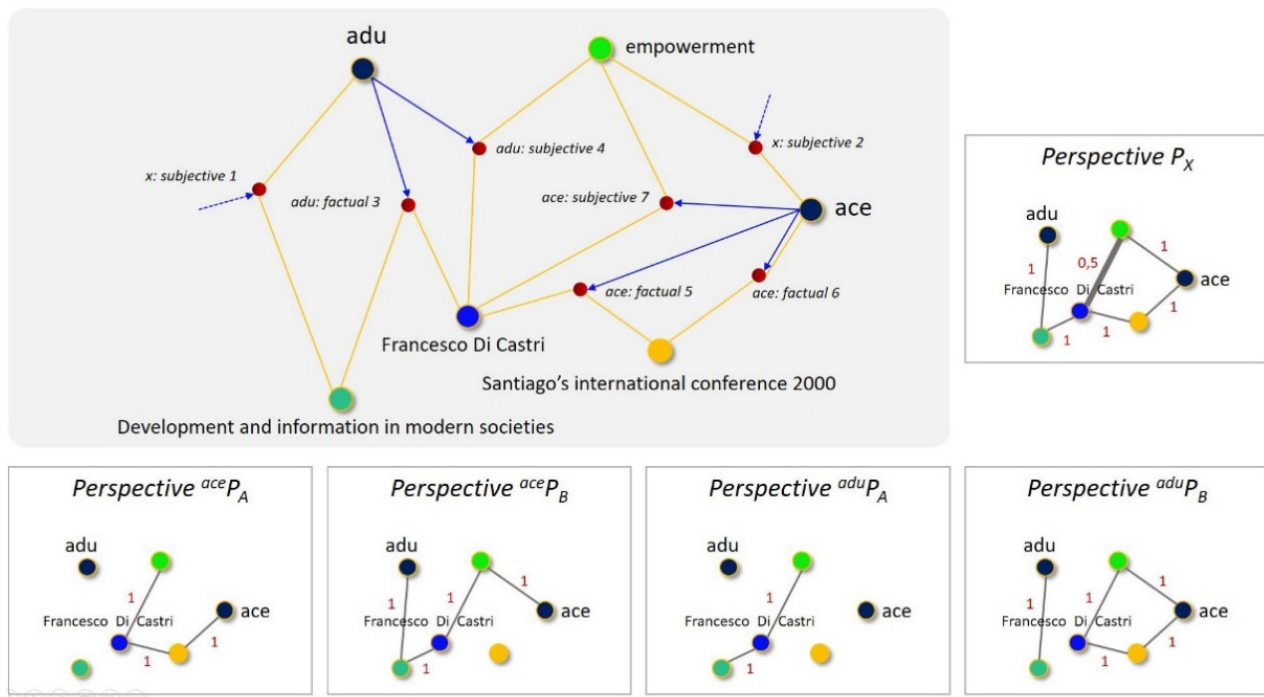 adu
empowerment
adu: subjective 4
x: subjective 2
x: subjective 1
adu: factual 3
ace: subjective 7
ace
ace: factual 5
ace: factual 6
Francesco Di Castri
Santiago's international conference 2000
Development and information in modern societies
Perspective PX
adu
1
1
0,5
ace
Francesco Di Castri
1
1
1
Perspective acePA
adu
1
ace
Francesco Di Castri
1
1
Perspective acePB
adu
1
1
1
ace
Francesco Di Castri
1
Perspective aduPA
adu
1
ace
Francesco Di Castri
1
Perspective aduPB
adu
1
1
1
ace
Francesco Di Castri
1
1